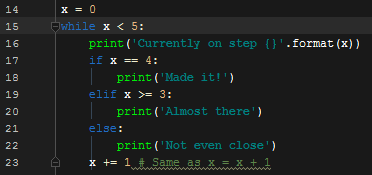 14 x = 0
15 while x < 5:
16     print('Currently on step {}'.format(x))
17     if x == 4:
18         print('Made it!')
19     elif x >= 3:
20         print('Almost there')
21     else:
22         print('Not even close')
23     x += 1 # Same as x = x + 1